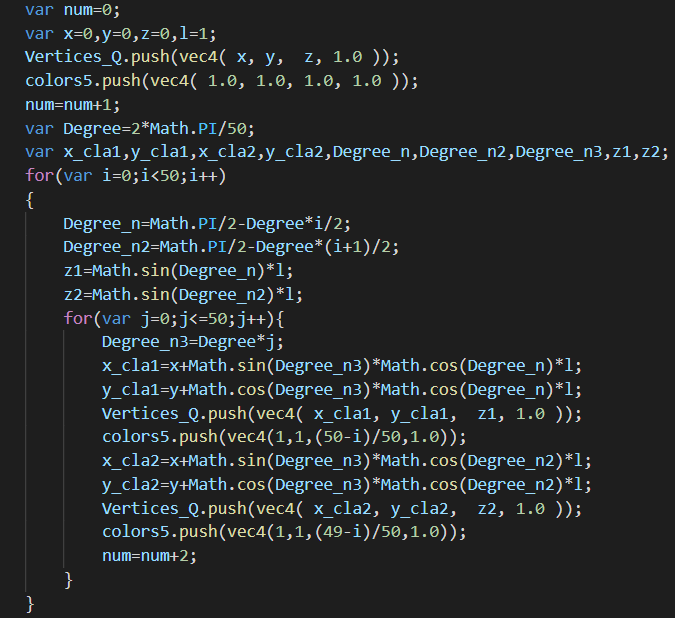 var num=0;
var x=0,y=0,z=0,l=1;
Vertices_Q.push(vec4( x, y,  z, 1.0 ));
colors5.push(vec4( 1.0, 1.0, 1.0, 1.0 ));
num=num+1;
var Degree=2*Math.PI/50;
var x_cla1,y_cla1,x_cla2,y_cla2,Degree_n,Degree_n2,Degree_n3,z1,z2;
for(var i=0;i<50;i++)
{
    Degree_n=Math.PI/2-Degree*i/2;
    Degree_n2=Math.PI/2-Degree*(i+1)/2;
    z1=Math.sin(Degree_n)*l;
    z2=Math.sin(Degree_n2)*l;
    for(var j=0;j<=50;j++){
        Degree_n3=Degree*j;
        x_cla1=x+Math.sin(Degree_n3)*Math.cos(Degree_n)*l;
        y_cla1=y+Math.cos(Degree_n3)*Math.cos(Degree_n)*l;
        Vertices_Q.push(vec4( x_cla1, y_cla1,  z1, 1.0 ));
        colors5.push(vec4(1,1,(50-i)/50,1.0));
        x_cla2=x+Math.sin(Degree_n3)*Math.cos(Degree_n2)*l;
        y_cla2=y+Math.cos(Degree_n3)*Math.cos(Degree_n2)*l;
        Vertices_Q.push(vec4( x_cla2, y_cla2,  z2, 1.0 ));
        colors5.push(vec4(1,1,(49-i)/50,1.0));
        num=num+2;
    }
}